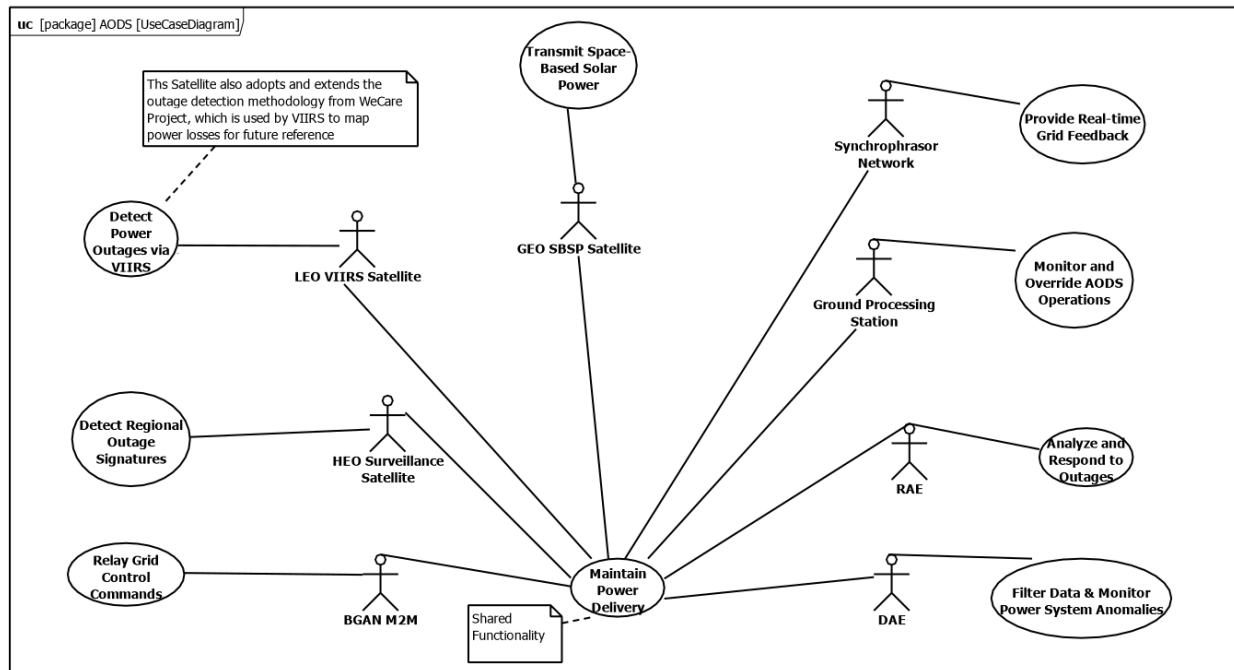 uc [package] AODS [UseCaseDiagram]
Transmit Space-
Based Solar
Power
Ths Satellite also adopts and extends the
outage detection methodology from WeCare
Project, which is used by VIIRS to map
power losses for future reference
Synchrophrasor
Network
Provide Real-time
Grid Feedback
Detect
Power
Outages via
VIIRS
LEO VIIRS Satellite
GEO SBSP Satellite
Ground Processing
Station
Monitor and
Override AODS
Operations
Detect Regional
Outage
Signatures
HEO Surveillance
Satellite
RAE
Analyze and
Respond to
Outages
Relay Grid
Control
Commands
BGAN M2M
Maintain
Power
Delivery
Shared
Functionality
DAE
Filter Data & Monitor
Power System Anomalies